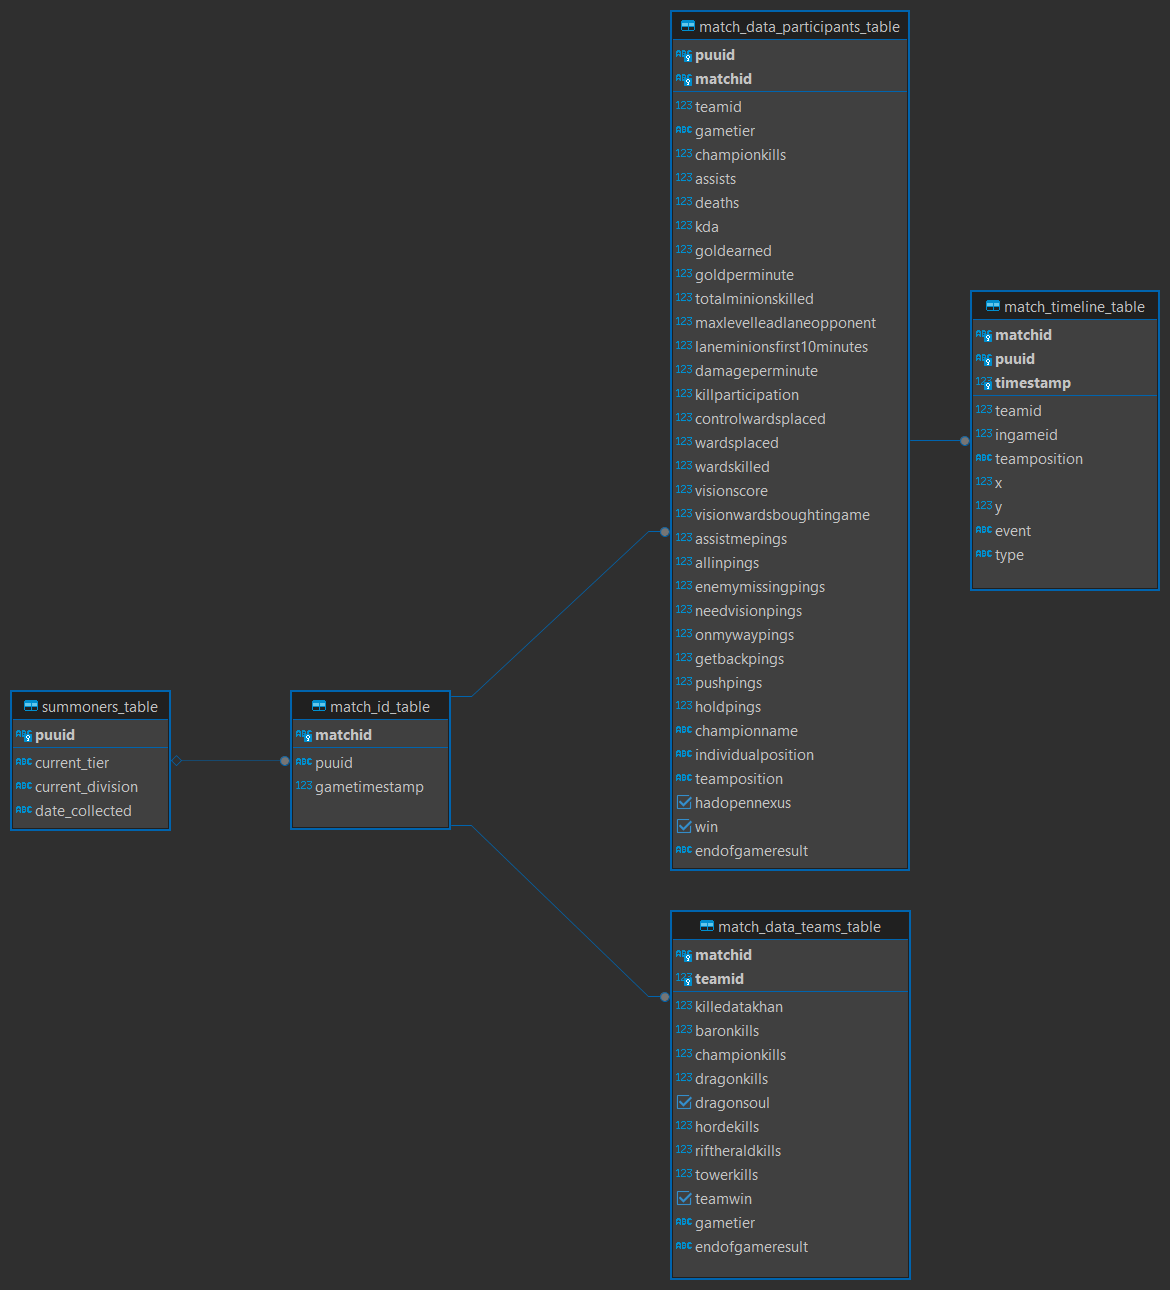 match_data_participants_table
ABC puuid
ABC matchid
123 teamid
ABC gametier
123 championkills
123 assists
123 deaths
123 kda
123 goldearned
123 goldperminute
123 totalminionskilled
123 maxlevelleadlaneopponent
123 laneminionsfirst10minutes
123 damageperminute
123 killparticipation
123 controlwardsplaced
123 wardsplaced
123 wardskilled
123 visionscore
123 visionwardsboughtingame
123 assistmepings
123 allinpings
123 enemymissingpings
123 needvisionpings
123 onmywaypings
123 getbackpings
123 pushpings
123 holdpings
ABC championname
ABC individualposition
ABC teamposition
hadopennexus
win
ABC endofgameresult
match_timeline_table
ABC matchid
ABC puuid
123 timestamp
123 teamid
123 ingameid
ABC teamposition
123 x
123 y
ABC event
ABC type
summoners_table
ABC puuid
ABC current_tier
ABC current_division
ABC date_collected
match_id_table
ABC matchid
ABC puuid
123 gametimestamp
match_data_teams_table
ABC matchid
123 teamid
123 killedatakhan
123 baronkills
123 championkills
123 dragonkills
dragonsoul
123 hordekills
123 riftheraldkills
123 towerkills
teamwin
ABC gametier
ABC endofgameresult